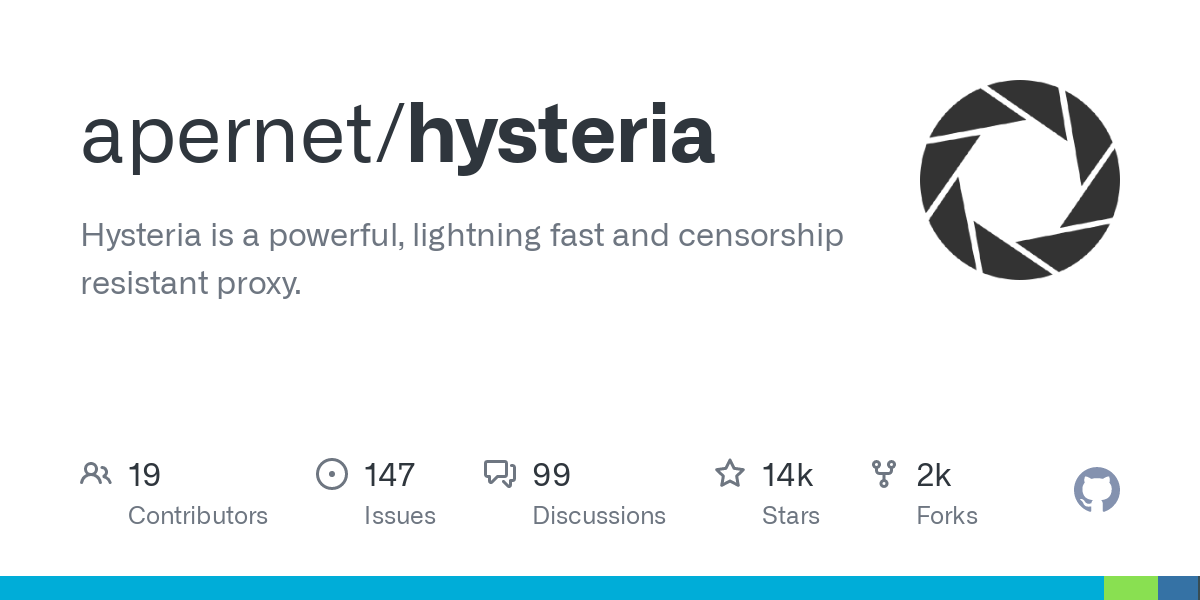 apernet/hysteria
Hysteria is a powerful, lightning fast and censorship
resistant proxy.
19 147 99 14k 2k
Contributors Issues Discussions Stars Forks